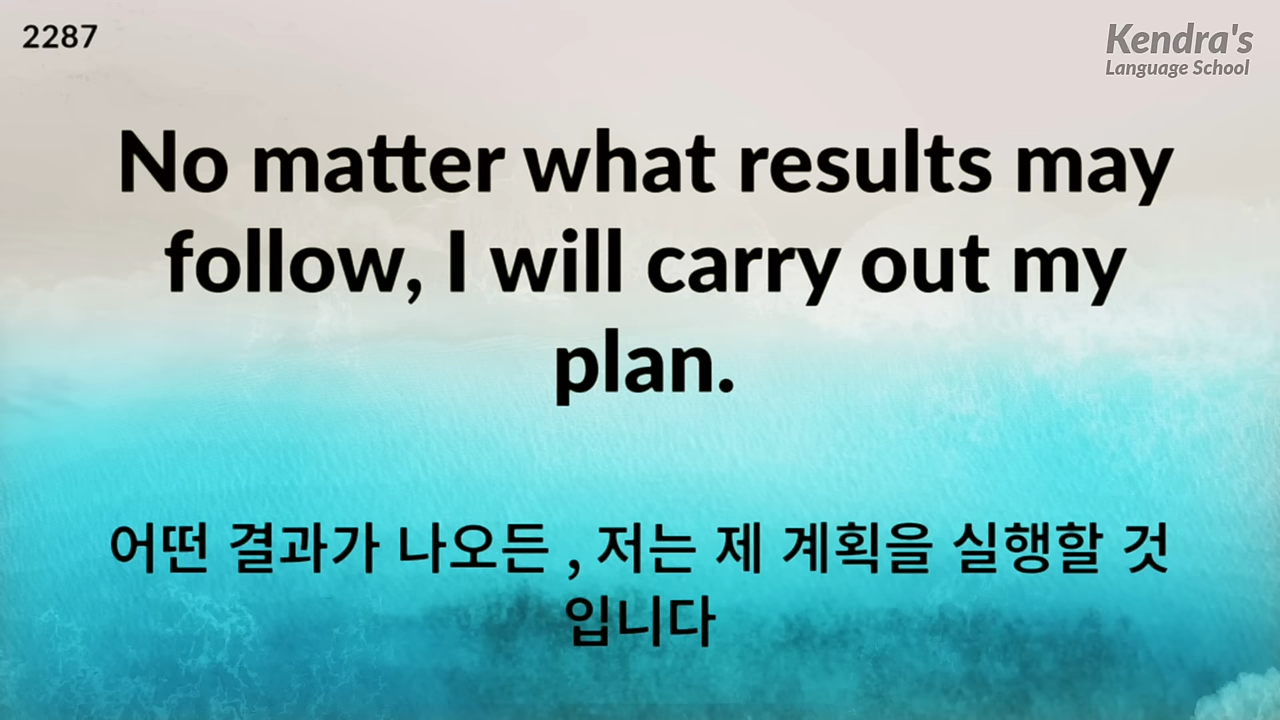 2287
Kendra's
Language School
No matter what results may
follow, I will carry out my
plan.
어떤 결과가 나오든 , 저는 제 계획을 실행할 것
입니다